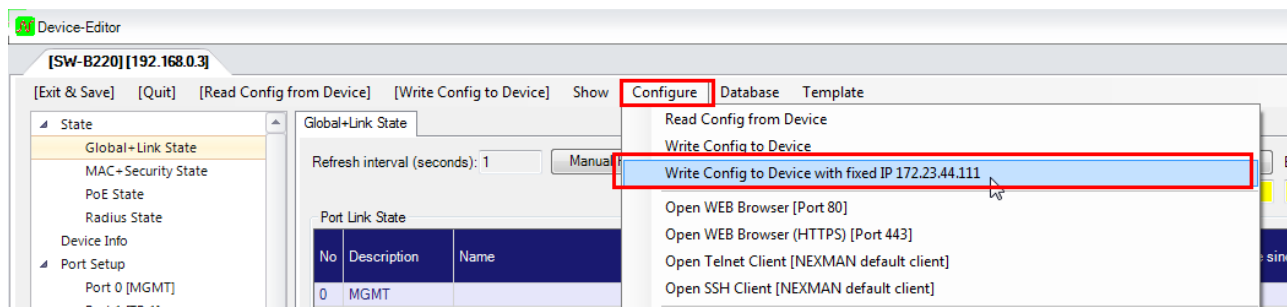 Device-Editor
[SW-B220] [192.168.0.3]
[Exit & Save] [Quit] [Read Config from Device] [Write Config to Device] Show Configure Database Template
State
Global+Link State
MAC+Security State
PoE State
Radius State
Device Info
Port Setup
Port 0 [MGMT]
Global+Link State
Refresh interval (seconds): 1 Manual
Port Link State
No Description Name
0 MGMT
Read Config from Device
Write Config to Device
Write Config to Device with fixed IP 172.23.44.111
Open WEB Browser [Port 80]
Open WEB Browser (HTTPS) [Port 443]
Open Telnet Client [NEXMAN default client]
Open SSH Client [NEXMAN default client]